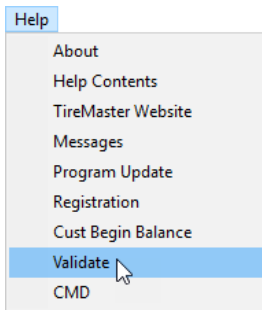 Help
About
Help Contents
TireMaster Website
Messages
Program Update
Registration
Cust Begin Balance
Validate
CMD